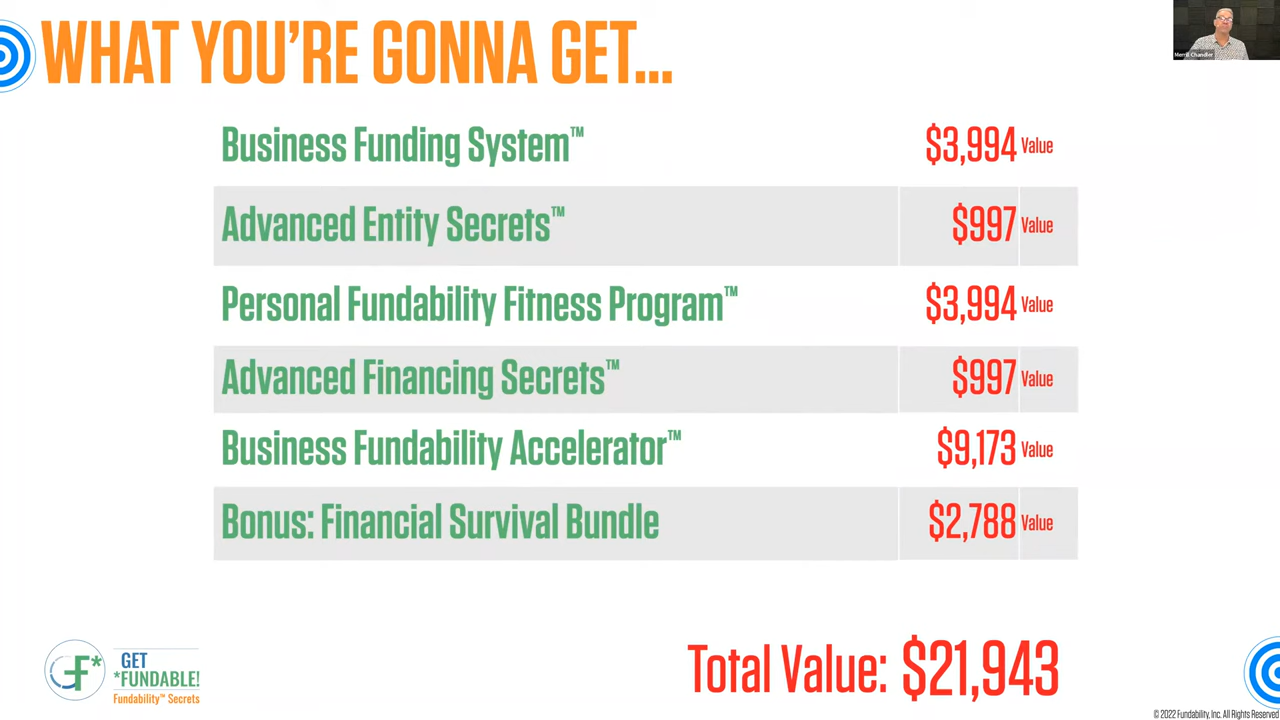 WHAT YOU'RE GONNA GET...
Merrill Chandler
Business Funding System™ $3,994 Value
Advanced Entity Secrets™ $997 Value
Personal Fundability Fitness Program™ $3,994 Value
Advanced Financing Secrets™ $997 Value
Business Fundability Accelerator™ $9,173 Value
Bonus: Financial Survival Bundle $2,788 Value
Total Value: $21,943
F*
GET
*FUNDABLE!
Fundability™ Secrets
© 2022 Fundability, Inc. All Rights Reserved